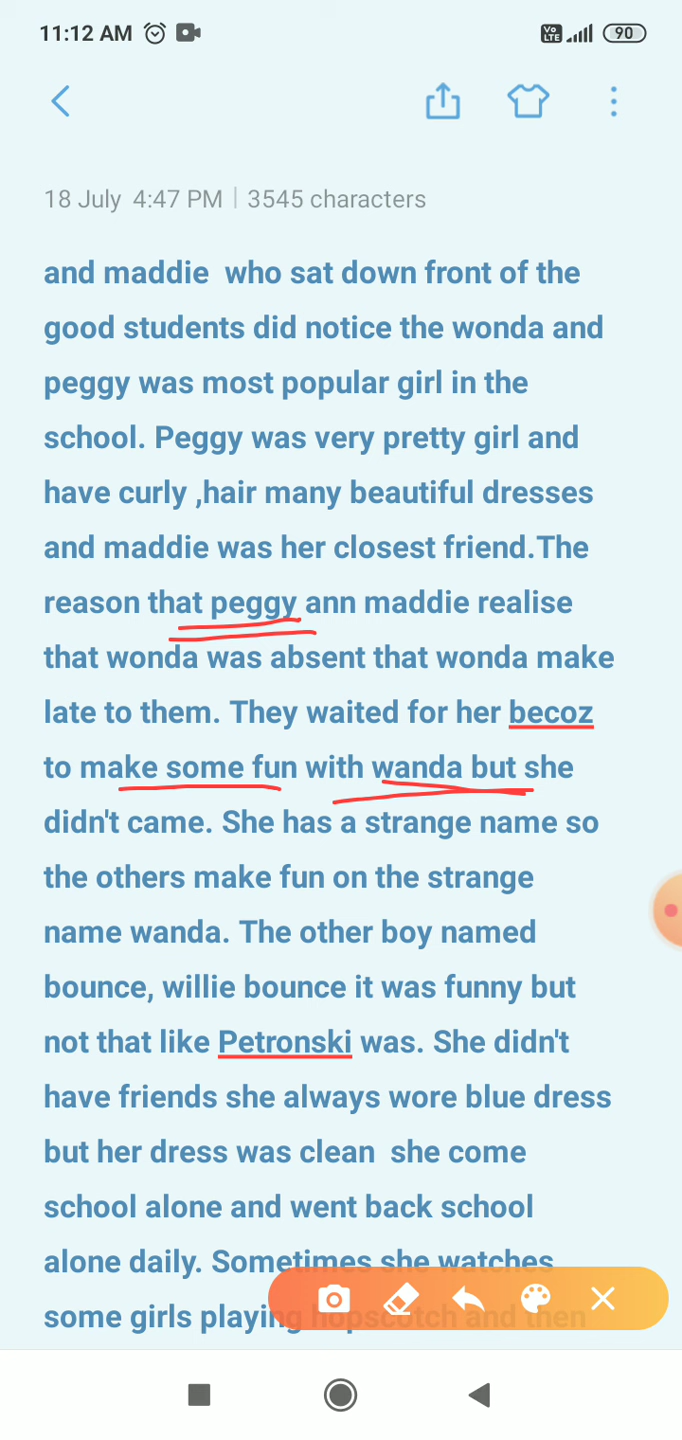 11:12 AM
Vo LTE 90
18 July 4:47 PM | 3545 characters
and maddie  who sat down front of the
good students did notice the wonda and
peggy was most popular girl in the
school. Peggy was very pretty girl and
have curly ,hair many beautiful dresses
and maddie was her closest friend.The
reason that peggy ann maddie realise
that wonda was absent that wonda make
late to them. They waited for her becoz
to make some fun with wanda but she
didn't came. She has a strange name so
the others make fun on the strange
name wanda. The other boy named
bounce, willie bounce it was funny but
not that like Petronski was. She didn't
have friends she always wore blue dress
but her dress was clean  she come
school alone and went back school
alone daily. Sometimes she watches
some girls playing hopscotch and then